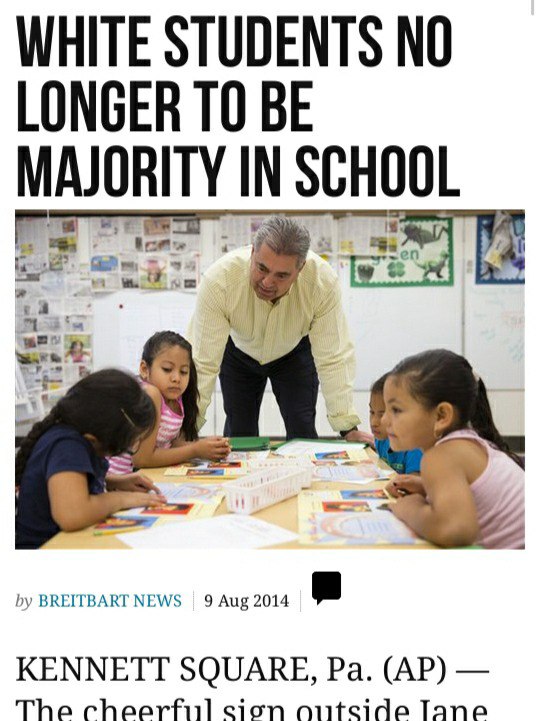 WHITE STUDENTS NO
LONGER TO BE
MAJORITY IN SCHOOL
een
by BREITBART NEWS 9 Aug 2014
KENNETT SQUARE, Pa. (AP) —
The cheerful sign outside Jane